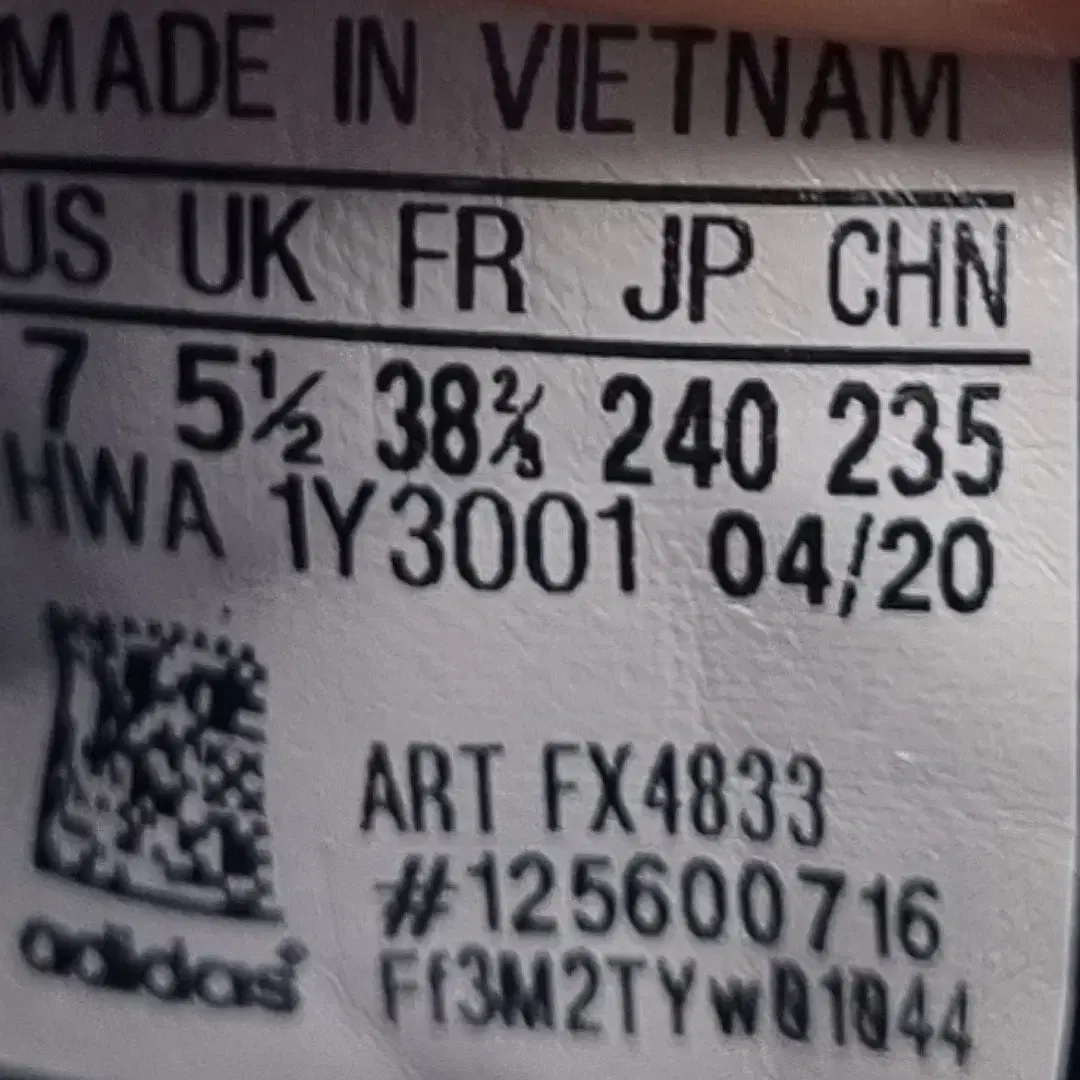 MADE IN VIETNAM
US UK FR JP CHN
7 5½ 38⅔ 240 235
HWA 1Y3001 04/20
ART FX4833
#125600716
Ff3M2TYw01044
adidas